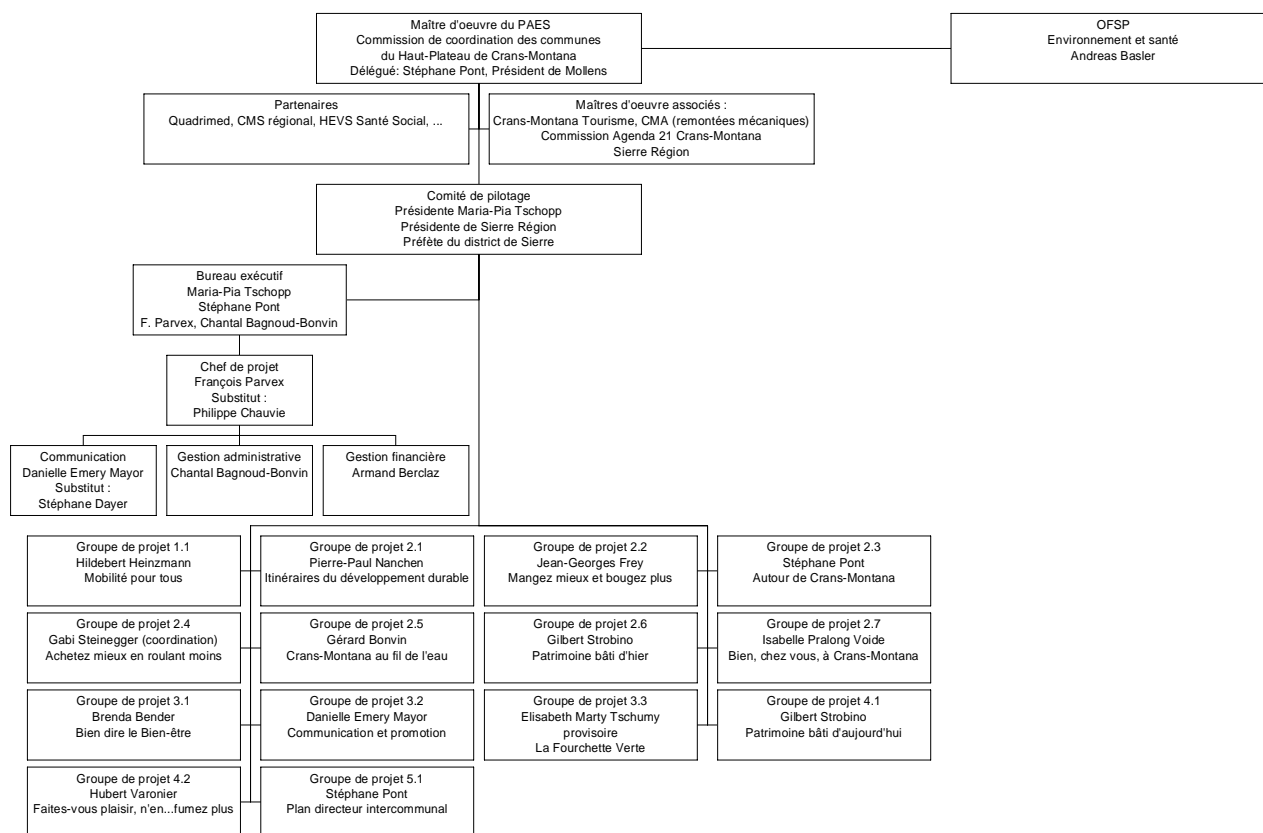 Maître d'oeuvre du PAES
Commission de coordination des communes
du Haut-Plateau de Crans-Montana
Délégué: Stéphane Pont, Président de Mollens
OFSP
Environnement et santé
Andreas Basler
Partenaires
Quadrimed, CMS régional, HEVS Santé Social, ...
Maîtres d'oeuvre associés :
Crans-Montana Tourisme, CMA (remontées mécaniques)
Commission Agenda 21 Crans-Montana
Sierre Région
Comité de pilotage
Présidente Maria-Pia Tschopp
Présidente de Sierre Région
Préfète du district de Sierre
Bureau exécutif
Maria-Pia Tschopp
Stéphane Pont
F. Parvex, Chantal Bagnoud-Bonvin
Chef de projet
François Parvex
Substitut :
Philippe Chauvie
Communication
Danielle Emery Mayor
Substitut :
Stéphane Dayer
Gestion administrative
Chantal Bagnoud-Bonvin
Gestion financière
Armand Berclaz
Groupe de projet 1.1
Hildebert Heinzmann
Mobilité pour tous
Groupe de projet 2.1
Pierre-Paul Nanchen
Itinéraires du développement durable
Groupe de projet 2.2
Jean-Georges Frey
Mangez mieux et bougez plus
Groupe de projet 2.3
Stéphane Pont
Autour de Crans-Montana
Groupe de projet 2.4
Gabi Steinegger (coordination)
Achetez mieux en roulant moins
Groupe de projet 2.5
Gérard Bonvin
Crans-Montana au fil de l'eau
Groupe de projet 2.6
Gilbert Strobino
Patrimoine bâti d'hier
Groupe de projet 2.7
Isabelle Pralong Voide
Bien, chez vous, à Crans-Montana
Groupe de projet 3.1
Brenda Bender
Bien dire le Bien-être
Groupe de projet 3.2
Danielle Emery Mayor
Communication et promotion
Groupe de projet 3.3
Elisabeth Marty Tschumy
provisoire
La Fourchette Verte
Groupe de projet 4.1
Gilbert Strobino
Patrimoine bâti d'aujourd'hui
Groupe de projet 4.2
Hubert Varonier
Faites-vous plaisir, n'en...fumez plus
Groupe de projet 5.1
Stéphane Pont
Plan directeur intercommunal